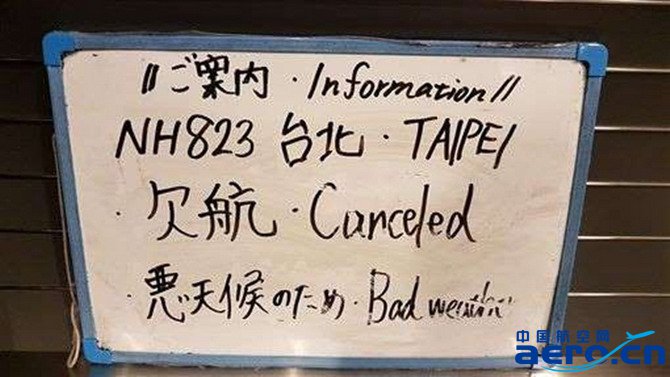 〃ご案内・Information〃
NH823 台北・TAIPEI
・欠航・Canceled
・悪天候のため・Bad weather
中国航空网
aero.cn